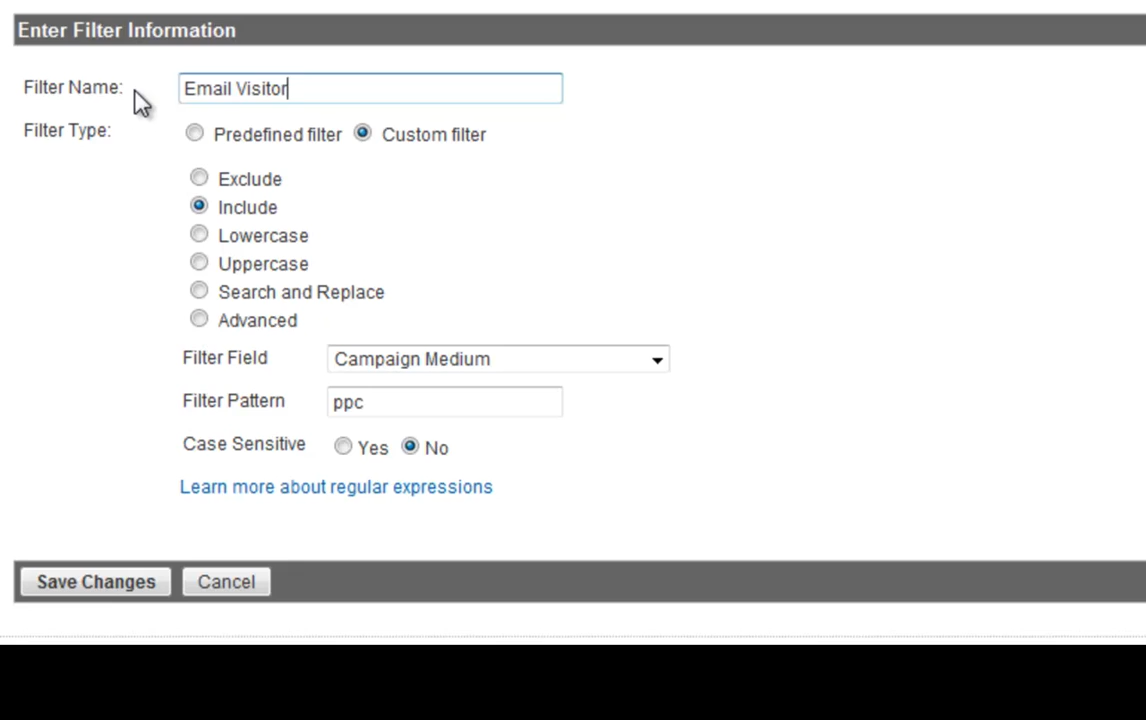 Enter Filter Information
Filter Name: Email Visitor
Filter Type: Predefined filter Custom filter
Exclude
Include
Lowercase
Uppercase
Search and Replace
Advanced
Filter Field Campaign Medium
Filter Pattern ppc
Case Sensitive Yes No
Learn more about regular expressions
Save Changes Cancel